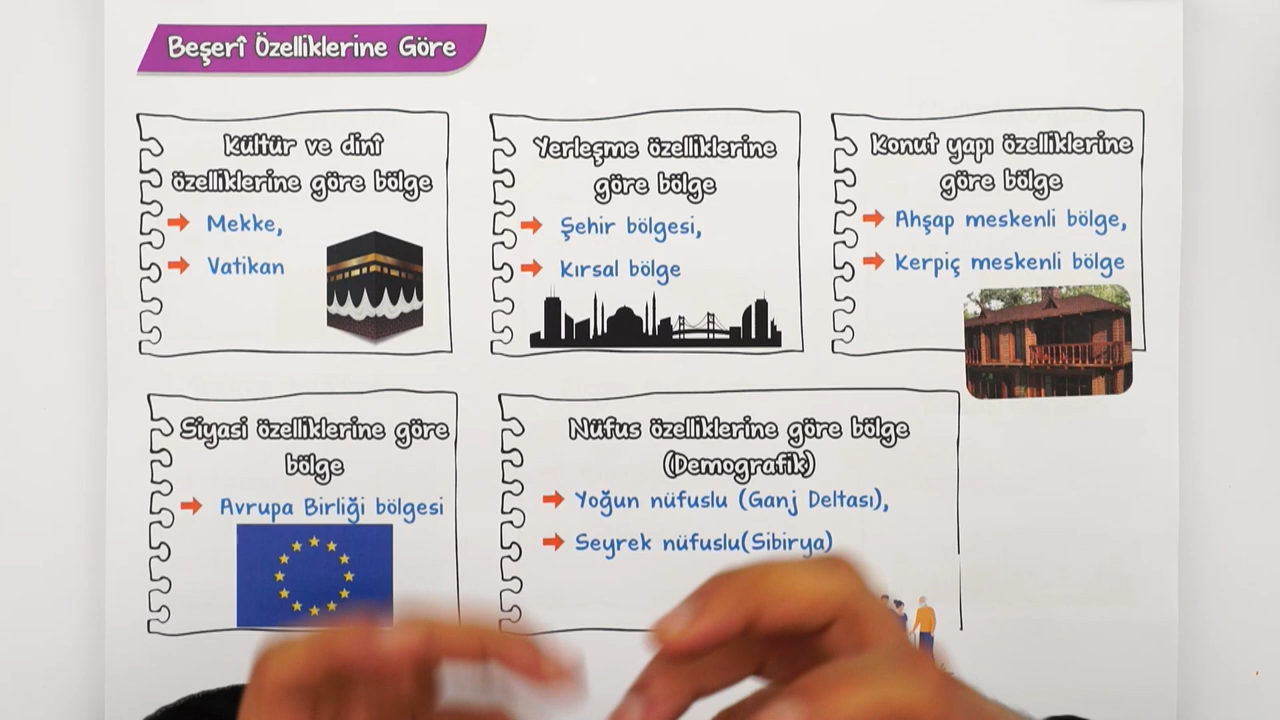 Beşerî Özelliklerine Göre
Kültür ve dinî
özelliklerine göre bölge
Mekke,
Vatikan
Yerleşme özelliklerine
göre bölge
Şehir bölgesi,
Kırsal bölge
Konut yapı özelliklerine
göre bölge
Ahşap meskenli bölge,
Kerpiç meskenli bölge
Siyasi özelliklerine göre
bölge
Avrupa Birliği bölgesi
Nüfus özelliklerine göre bölge
(Demografik)
Yoğun nüfuslu (Ganj Deltası),
Seyrek nüfuslu(Sibirya)